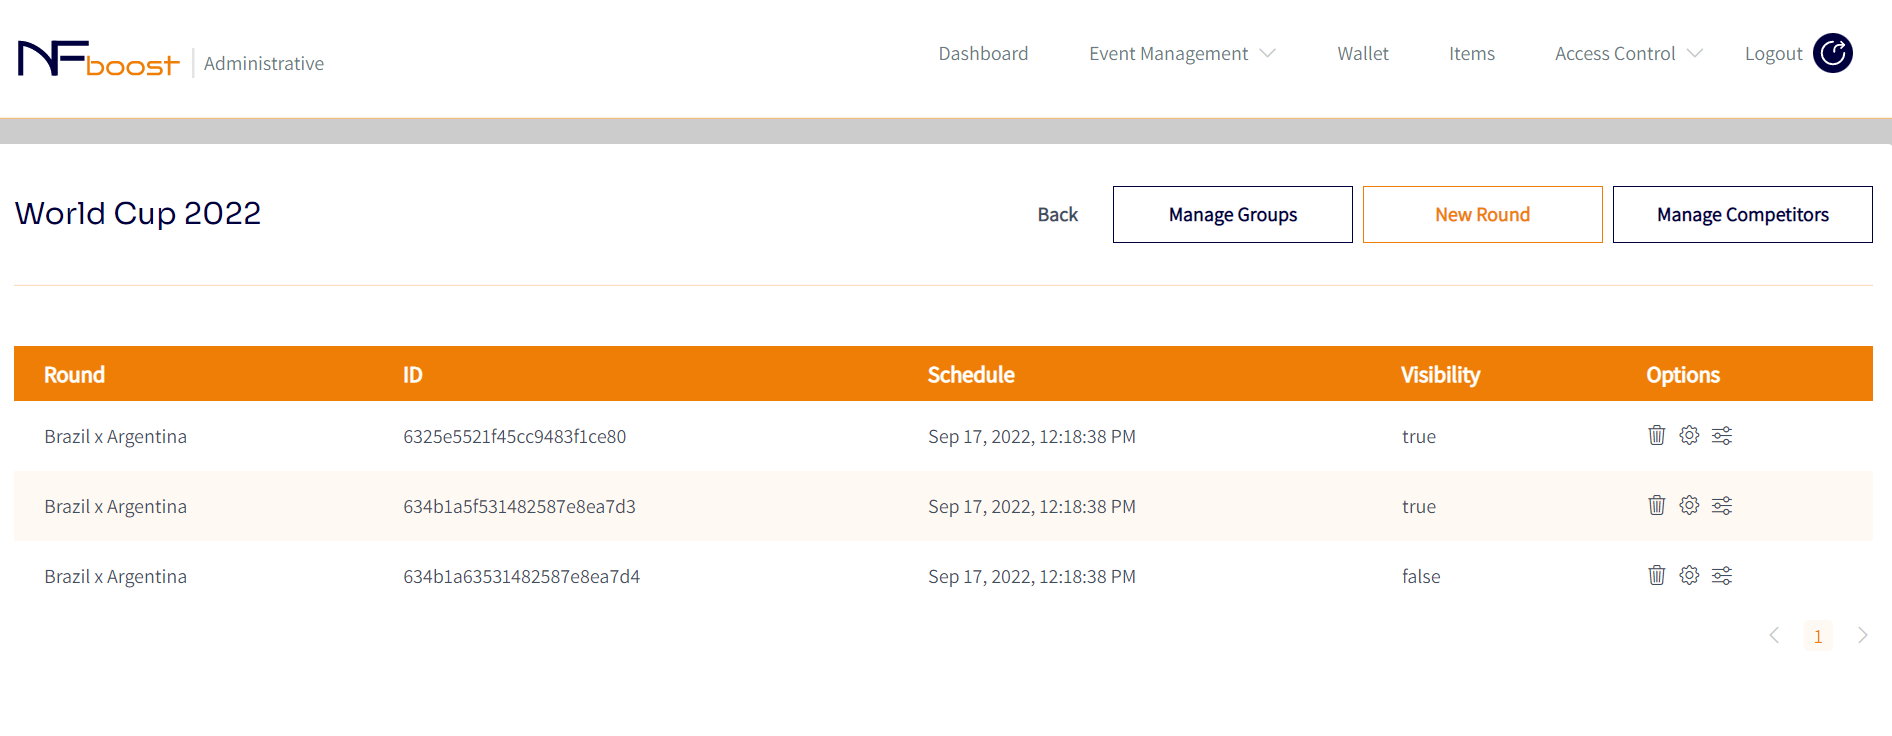 NFboost Administrative Dashboard Event Management Wallet Items Access Control Logout
World Cup 2022 Back Manage Groups New Round Manage Competitors
Round ID Schedule Visibility Options
Brazil x Argentina 6325e5521f45cc9483f1ce80 Sep 17, 2022, 12:18:38 PM true
Brazil x Argentina 634b1a5f531482587e8ea7d3 Sep 17, 2022, 12:18:38 PM true
Brazil x Argentina 634b1a63531482587e8ea7d4 Sep 17, 2022, 12:18:38 PM false
1